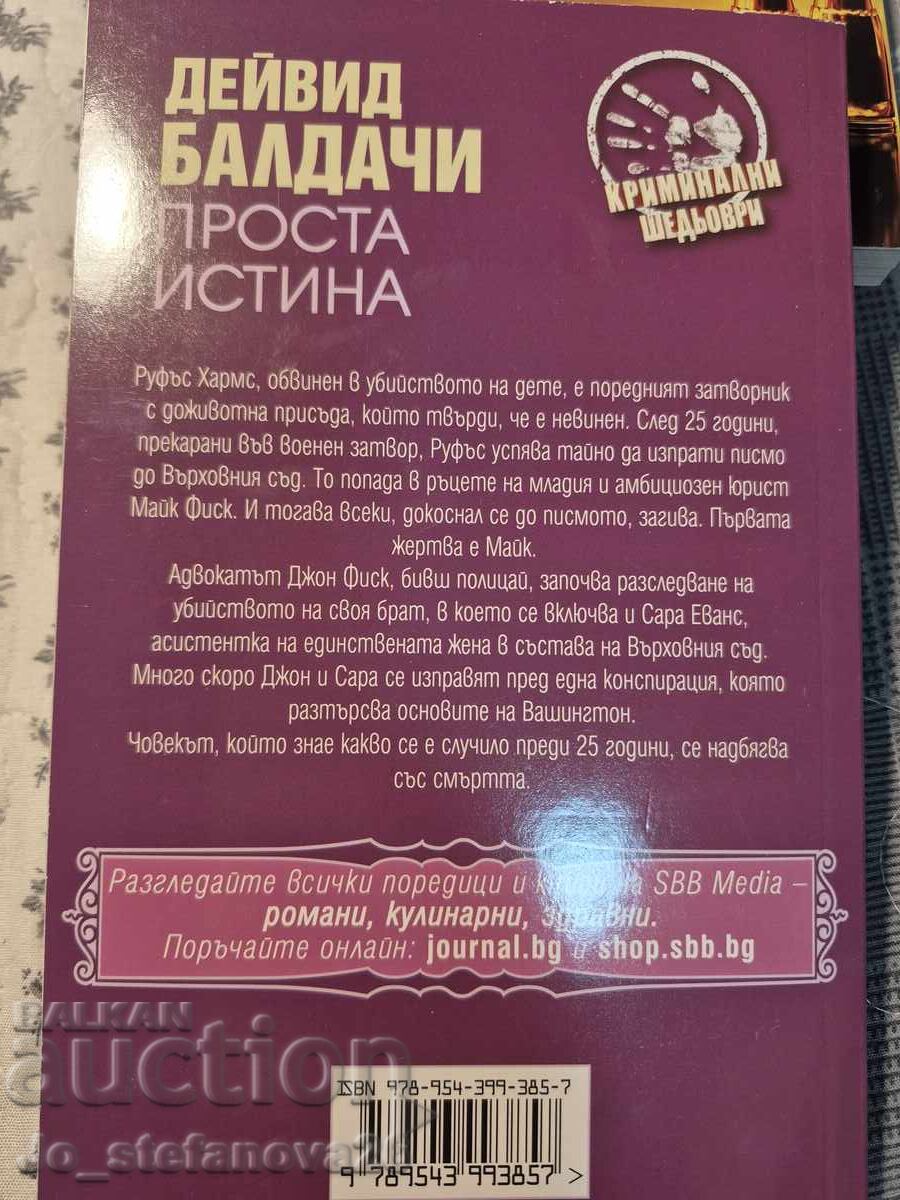 ДЕЙВИД
БАЛДАЧИ
ПРОСТА
ИСТИНА
КРИМИНАЛНИ
ШЕДЬОВРИ
Руфъс Хармс, обвинен в убийството на дете, е поредният затворник
с доживотна присъда, който твърди, че е невинен. След 25 години,
прекарани във военен затвор, Руфъс успява тайно да изпрати писмо
до Върховния съд. То попада в ръцете на младия и амбициозен юрист
Майк Фиск. И тогава всеки, докоснал се до писмото, загива. Първата
жертва е Майк.
Адвокатът Джон Фиск, бивш полицай, започва разследване на
убийството на своя брат, в което се включва и Сара Еванс,
асистентка на единствената жена в състава на Върховния съд.
Много скоро Джон и Сара се изправят пред една конспирация, която
разтърсва основите на Вашингтон.
Човекът, който знае какво се е случило преди 25 години, се надбягва
със смъртта.
Разгледайте всички поредици и книги на SBB Media –
романи, кулинарни, здравни.
Поръчайте онлайн: journal.bg и shop.sbb.bg
BALKAN
auction
ISBN 978-954-399-385-7
Jo_stefanova2
9 789543 993857 >